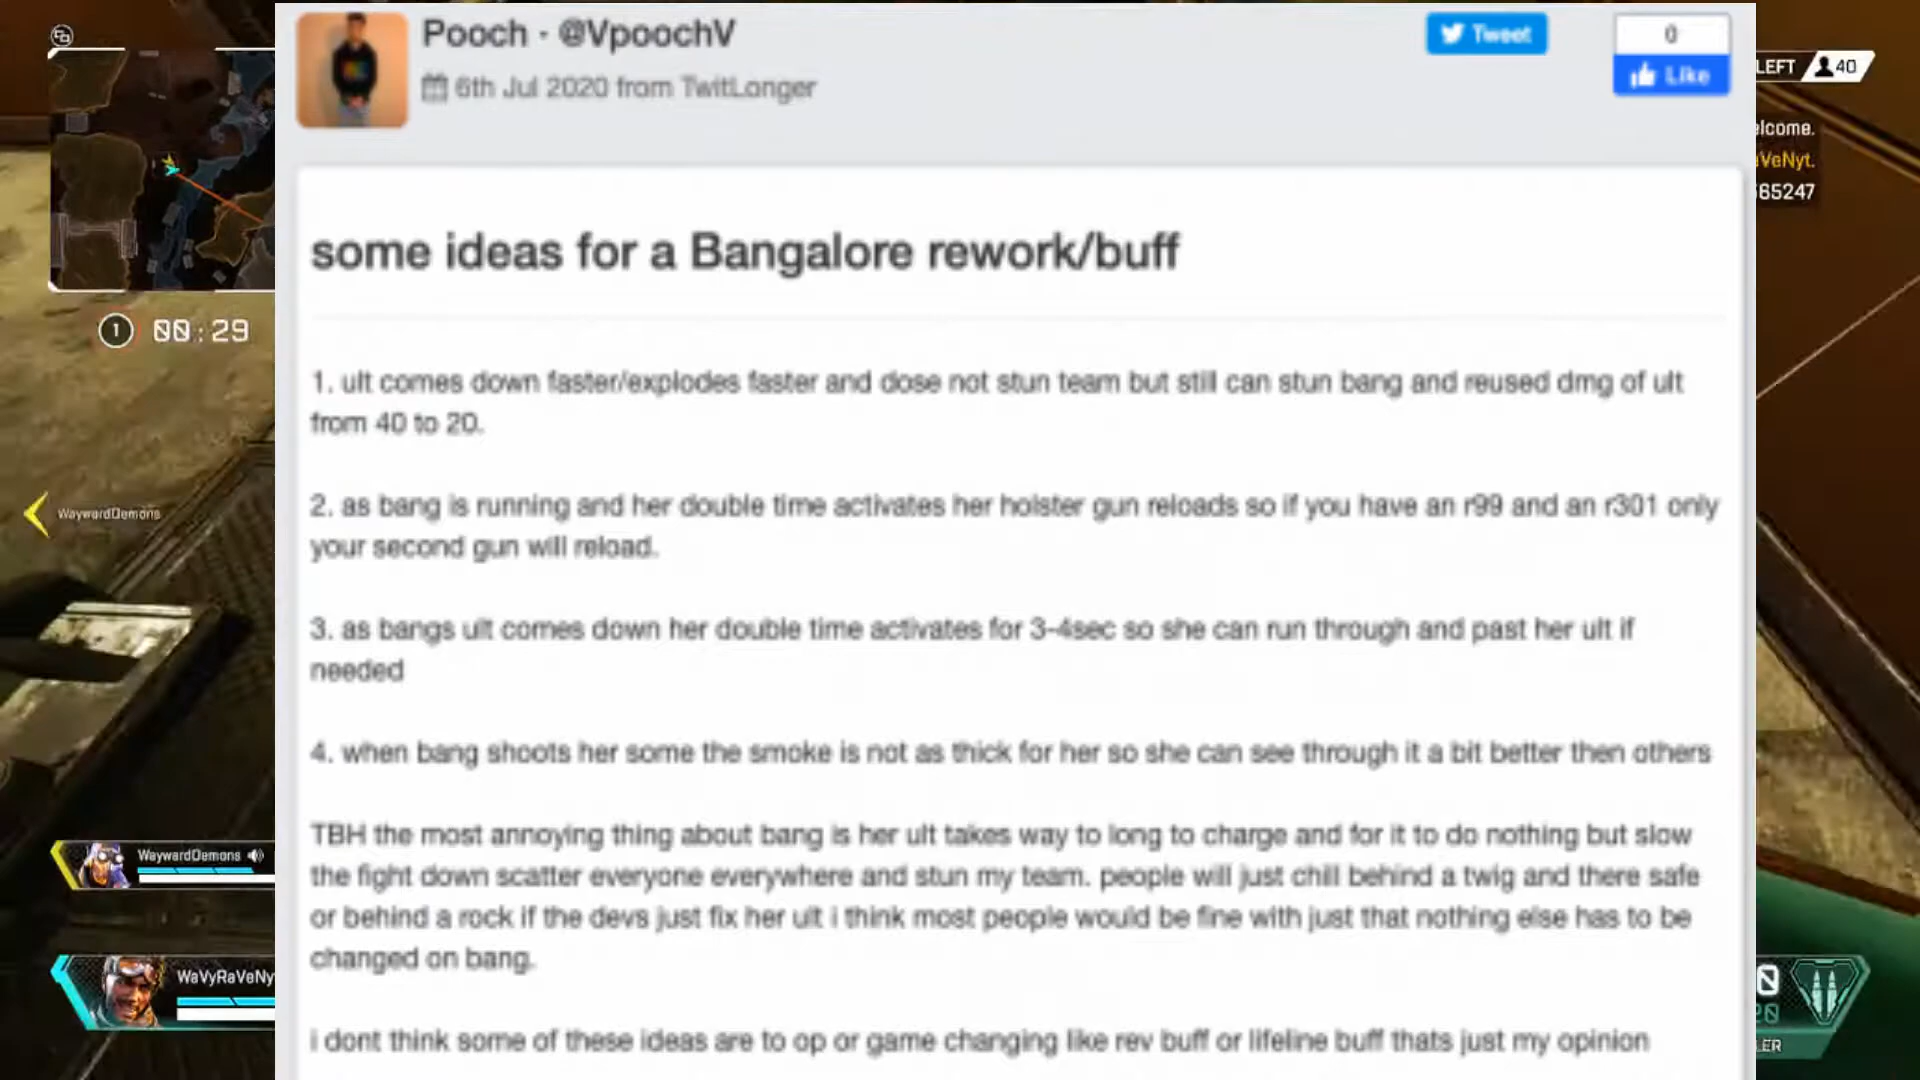 Pooch - @VpoochV
Tweet
0
6th Jul 2020 from TwitLonger
Like
LEFT
40
elcome.
aVeNyt.
65247
some ideas for a Bangalore rework/buff
1
00:29
1. ult comes down faster/explodes faster and dose not stun team but still can stun bang and reused dmg of ult
from 40 to 20.
2. as bang is running and her double time activates her holster gun reloads so if you have an r99 and an r301 only
your second gun will reload.
WaywardDemons
3. as bangs ult comes down her double time activates for 3-4sec so she can run through and past her ult if
needed
4. when bang shoots her some the smoke is not as thick for her so she can see through it a bit better then others
TBH the most annoying thing about bang is her ult takes way to long to charge and for it to do nothing but slow
the fight down scatter everyone everywhere and stun my team. people will just chill behind a twig and there safe
or behind a rock if the devs just fix her ult i think most people would be fine with just that nothing else has to be
changed on bang.
WaywardDemons
WaVyRaVeNy
i dont think some of these ideas are to op or game changing like rev buff or lifeline buff thats just my opinion
0
20
LER